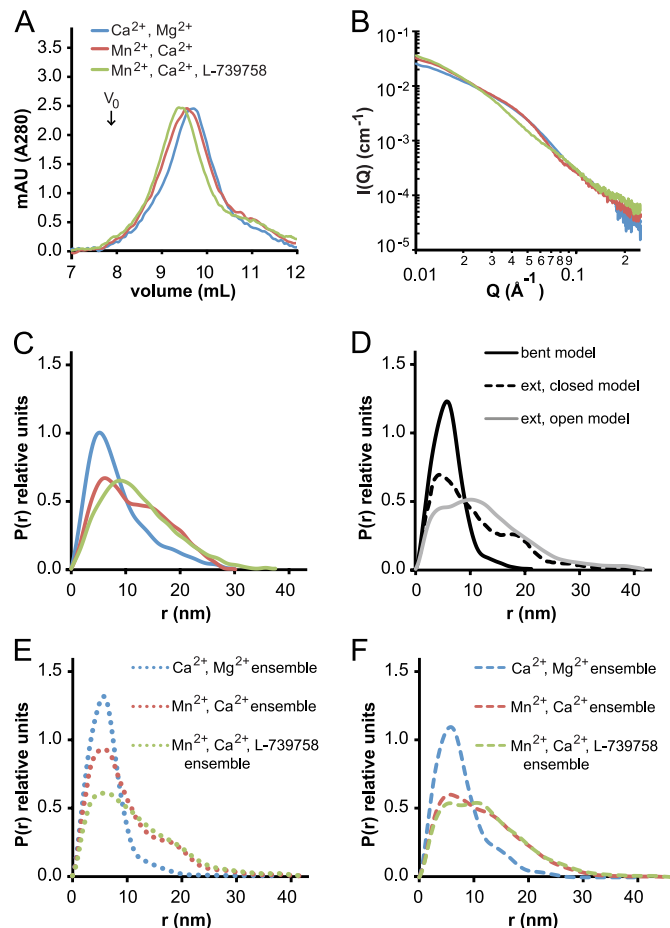 A
Ca2+, Mg2+
Mn2+, Ca2+
Mn2+, Ca2+, L-739758
V0
3.5
3.0
2.5
2.0
1.5
1.0
0.5
0.0
mAU (A280)
7 8 9 10 11 12
volume (mL)
B
10-1
10-2
10-3
10-4
10-5
I(Q) (cm-1)
0.01 2 3 4 5 6 7 8 9 0.1 2
Q (Å-1)
C
1.5
1.0
0.5
0
P(r) relative units
0 10 20 30 40
r (nm)
D
bent model
ext, closed model
ext, open model
1.5
1.0
0.5
0
P(r) relative units
0 10 20 30 40
r (nm)
E
Ca2+, Mg2+ ensemble
Mn2+, Ca2+ ensemble
Mn2+, Ca2+, L-739758
ensemble
1.5
1.0
0.5
0
P(r) relative units
0 10 20 30 40
r (nm)
F
Ca2+, Mg2+ ensemble
Mn2+, Ca2+ ensemble
Mn2+, Ca2+, L-739758
ensemble
1.5
1.0
0.5
0
P(r) relative units
0 10 20 30 40
r (nm)